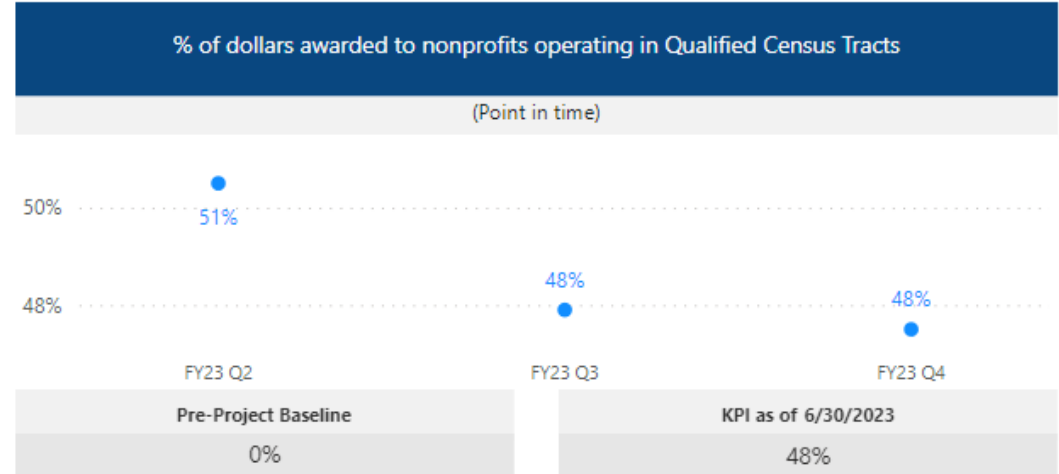 % of dollars awarded to nonprofits operating in Qualified Census Tracts
(Point in time)
50%
51%
48%
48%
48%
FY23 Q2 FY23 Q3 FY23 Q4
Pre-Project Baseline KPI as of 6/30/2023
0% 48%